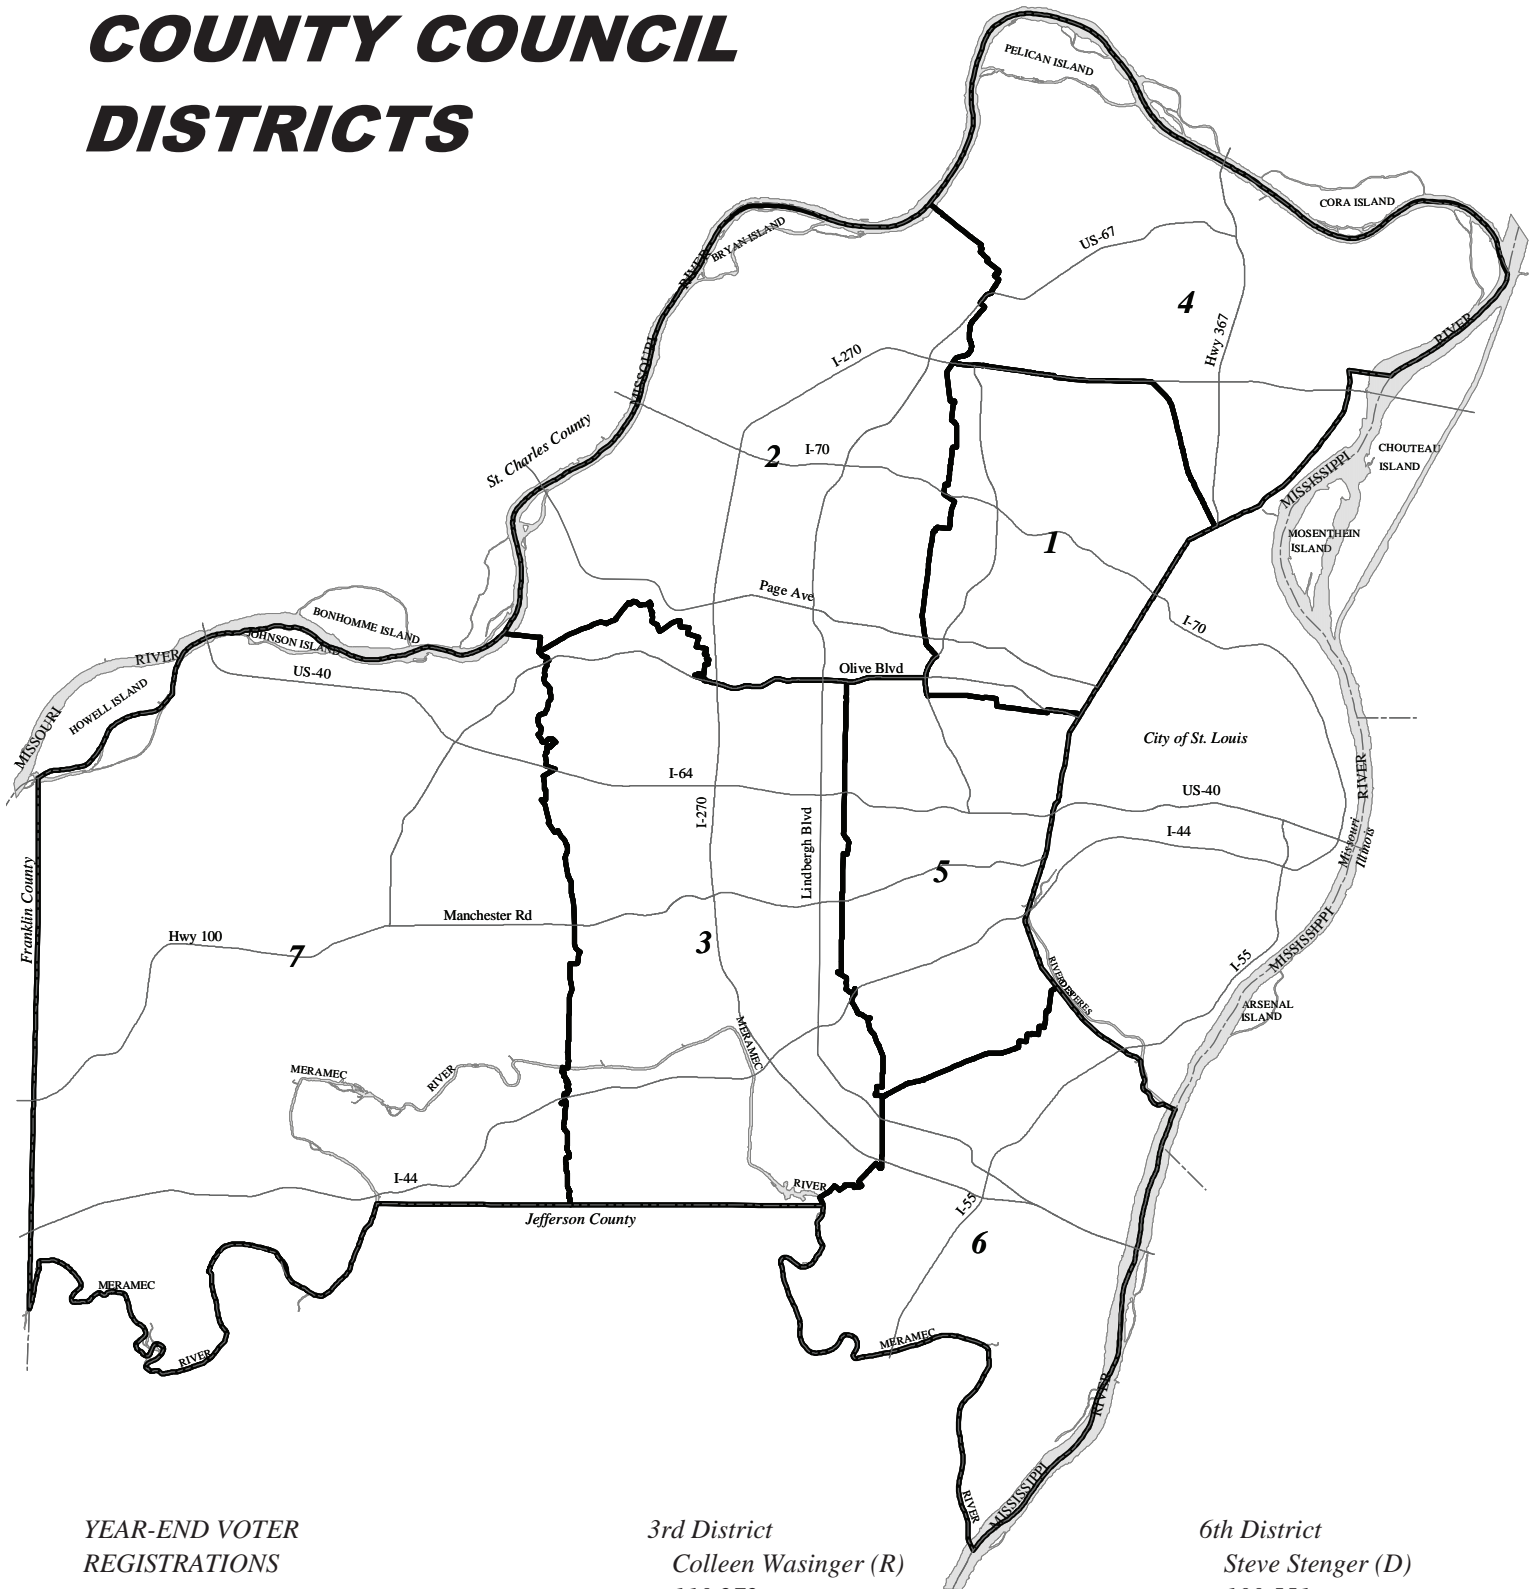 COUNTY COUNCIL
DISTRICTS
PELICAN ISLAND
CORA ISLAND
BRYAN ISLAND
RIVER
US-67
4
Hwy 367
RIVER
I-270
MISSOURI
St. Charles County
2
I-70
CHOUTEAU
ISLAND
MISSISSIPPI
1
MOSENTHEIN
ISLAND
Page Ave
I-70
BONHOMME ISLAND
JOHNSON ISLAND
RIVER
US-40
Olive Blvd
HOWELL ISLAND
MISSOURI
City of St. Louis
I-64
RIVER
US-40
I-270
Lindbergh Blvd
I-44
Missouri
Illinois
5
Franklin County
Manchester Rd
Hwy 100
7
3
MISSISSIPPI
I-55
RIVER DES PERES
ARSENAL
ISLAND
MERAMEC
MERAMEC
RIVER
I-44
RIVER
Jefferson County
I-55
6
MERAMEC
RIVER
MERAMEC
RIVER
RIVER
MISSISSIPPI
YEAR-END VOTER
REGISTRATIONS
3rd District
Colleen Wasinger (R)
6th District
Steve Stenger (D)